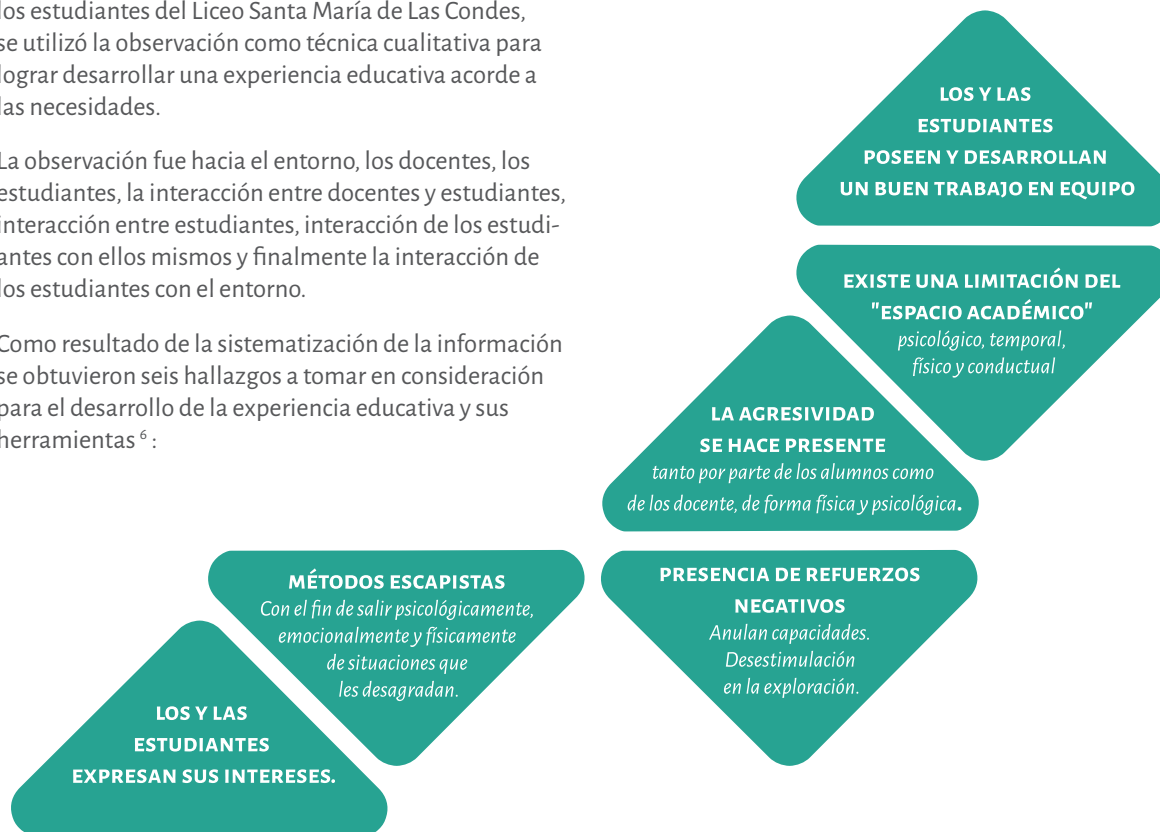 los estudiantes del Liceo Santa María de Las Condes,
se utilizó la observación como técnica cualitativa para
lograr desarrollar una experiencia educativa acorde a
las necesidades.
La observación fue hacia el entorno, los docentes, los
estudiantes, la interacción entre docentes y estudiantes,
interacción entre estudiantes, interacción de los estudi-
antes con ellos mismos y finalmente la interacción de
los estudiantes con el entorno.
Como resultado de la sistematización de la información
se obtuvieron seis hallazgos a tomar en consideración
para el desarrollo de la experiencia educativa y sus
herramientas ⁶ :
LOS Y LAS
ESTUDIANTES
POSEEN Y DESARROLLAN
UN BUEN TRABAJO EN EQUIPO
EXISTE UNA LIMITACIÓN DEL
"ESPACIO ACADÉMICO"
psicológico, temporal,
físico y conductual
LA AGRESIVIDAD
SE HACE PRESENTE
tanto por parte de los alumnos como
de los docente, de forma física y psicológica.
MÉTODOS ESCAPISTAS
Con el fin de salir psicológicamente,
emocionalmente y físicamente
de situaciones que
les desagradan.
PRESENCIA DE REFUERZOS
NEGATIVOS
Anulan capacidades.
Desestimulación
en la exploración.
LOS Y LAS
ESTUDIANTES
EXPRESAN SUS INTERESES.